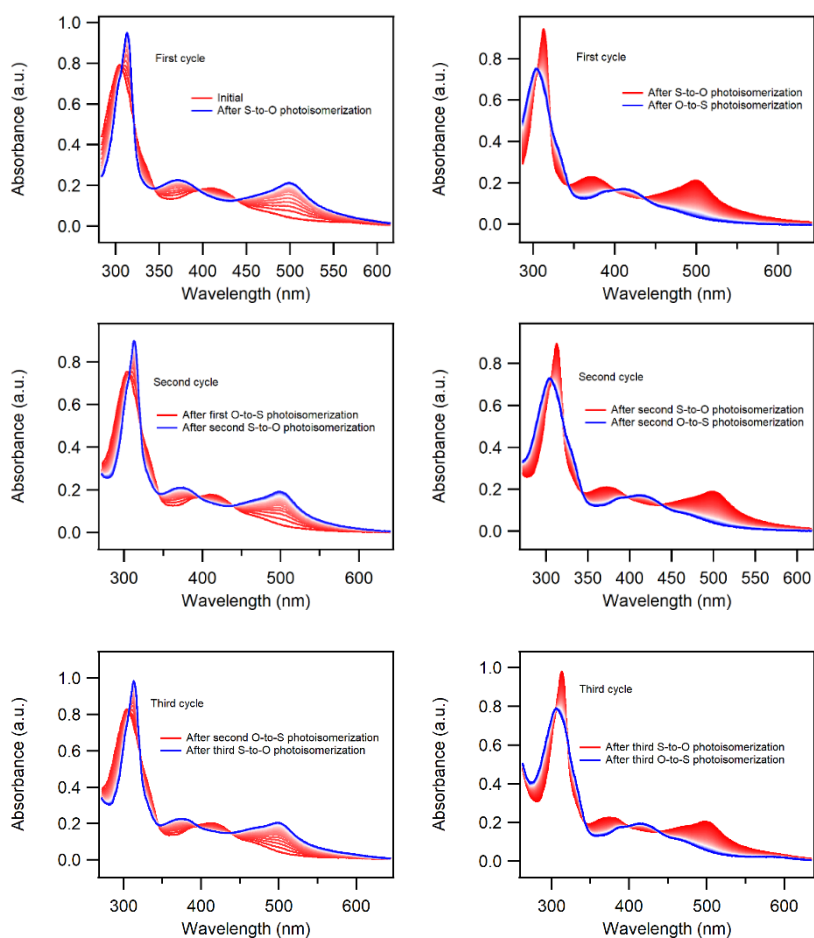 1.0
0.8
0.6
0.4
0.2
0.0
Absorbance (a.u.)
First cycle
Initial
After S-to-O photoisomerization
300 350 400 450 500 550 600
Wavelength (nm)
1.0
0.8
0.6
0.4
0.2
0.0
Absorbance (a.u.)
First cycle
After S-to-O photoisomerization
After O-to-S photoisomerization
300 400 500 600
Wavelength (nm)
0.8
0.6
0.4
0.2
0.0
Absorbance (a.u.)
Second cycle
After first O-to-S photoisomerization
After second S-to-O photoisomerization
300 400 500 600
Wavelength (nm)
0.8
0.6
0.4
0.2
0.0
Absorbance (a.u.)
Second cycle
After second S-to-O photoisomerization
After second O-to-S photoisomerization
300 350 400 450 500 550 600
Wavelength (nm)
1.0
0.8
0.6
0.4
0.2
0.0
Absorbance (a.u.)
Third cycle
After second O-to-S photoisomerization
After third S-to-O photoisomerization
300 400 500 600
Wavelength (nm)
1.0
0.8
0.6
0.4
0.2
0.0
Absorbance (a.u.)
Third cycle
After third S-to-O photoisomerization
After third O-to-S photoisomerization
300 400 500 600
Wavelength (nm)